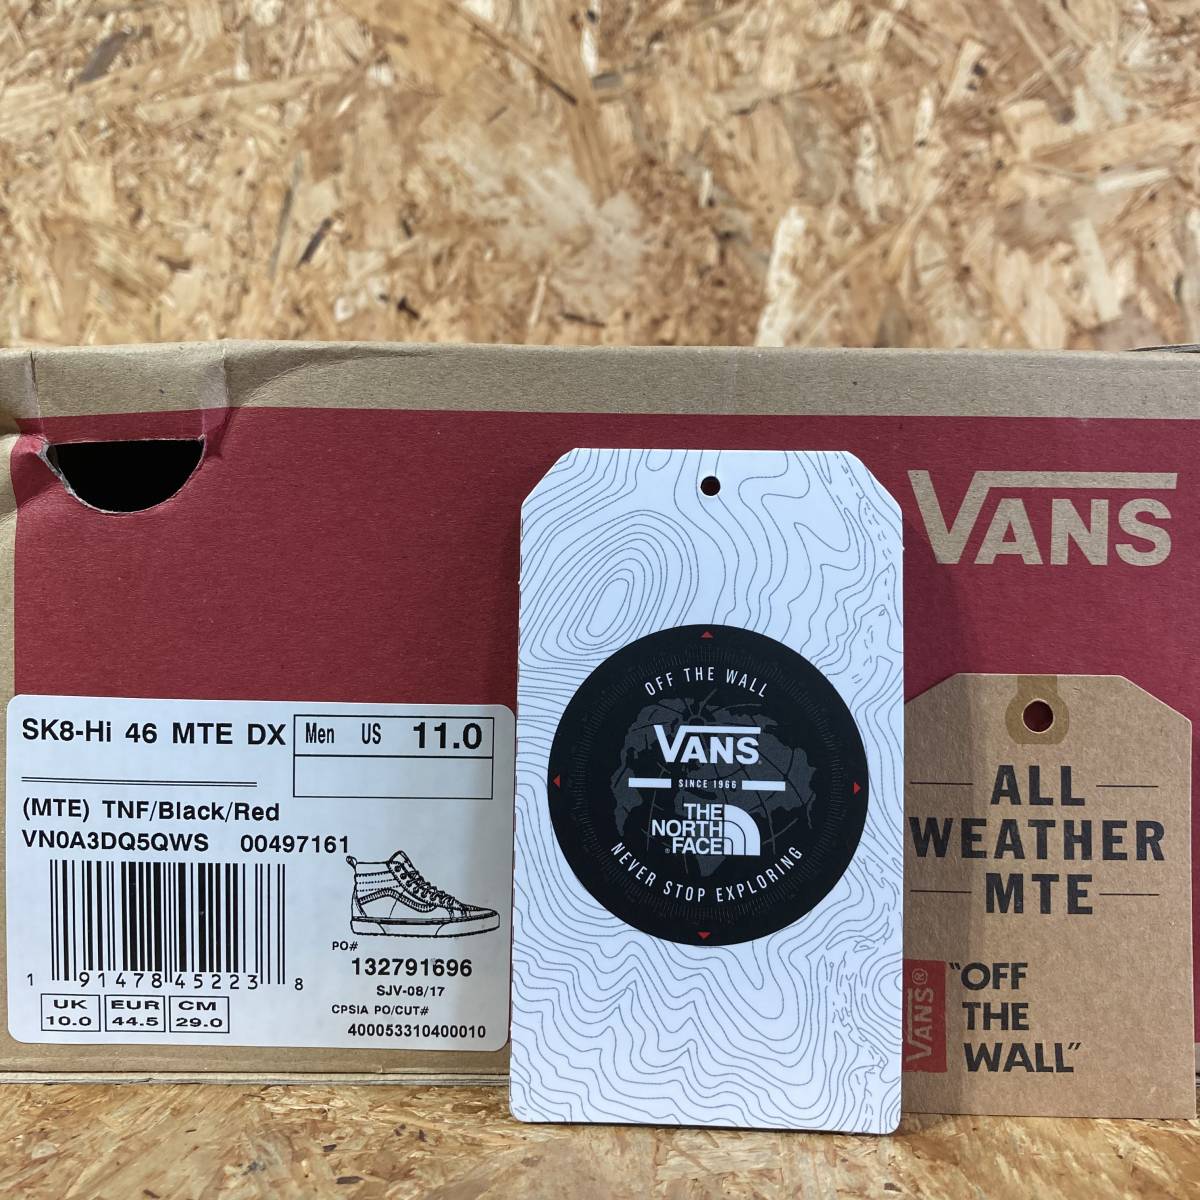 VANS
SK8-Hi 46 MTE DX
Men US 11.0
(MTE) TNF/Black/Red
VN0A3DQ5QWS 00497161
1 91478 45223 8
UK 10.0
EUR 44.5
CM 29.0
PO#
132791696
SJV-08/17
CPSIA PO/CUT#
400053310400010
OFF THE WALL
VANS
SINCE 1966
THE
NORTH
FACE
NEVER STOP EXPLORING
ALL
WEATHER
MTE
VANS®
"OFF
THE
WALL"